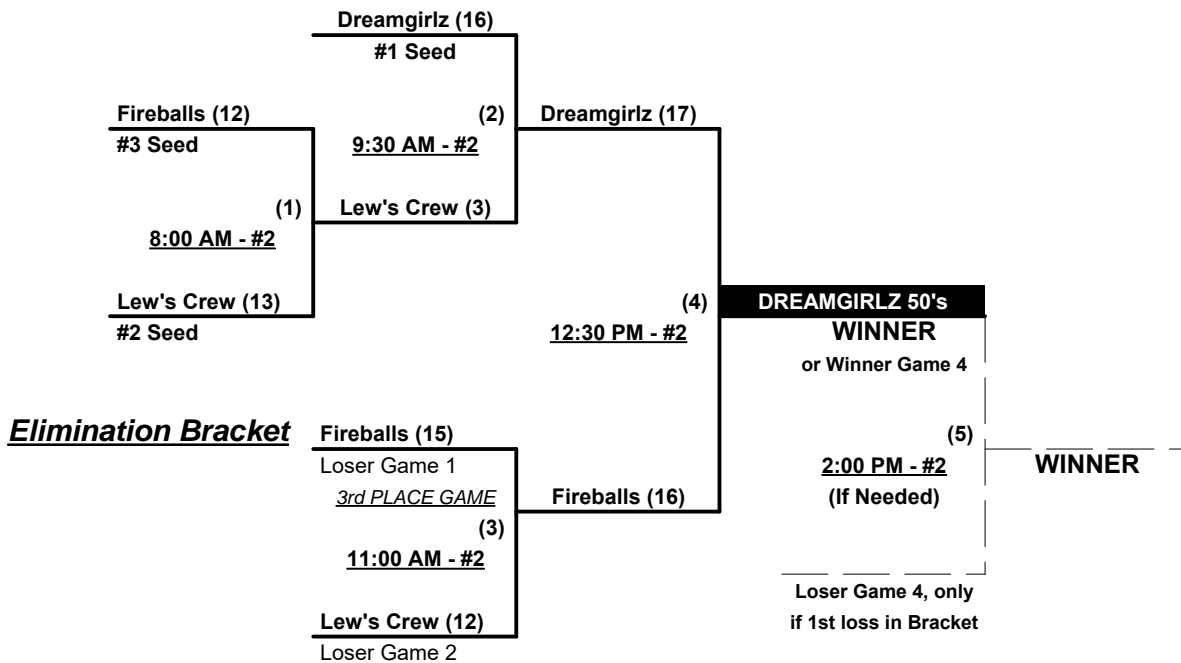 Dreamgirlz (16)
#1 Seed
Fireballs (12)
(2)
Dreamgirlz (17)
#3 Seed
9:30 AM - #2
(1)
Lew's Crew (3)
8:00 AM - #2
Lew's Crew (13)
(4)
DREAMGIRLZ 50's
#2 Seed
12:30 PM - #2
WINNER
or Winner Game 4
Elimination Bracket
Fireballs (15)
(5)
Loser Game 1
2:00 PM - #2
WINNER
3rd PLACE GAME
Fireballs (16)
(If Needed)
(3)
11:00 AM - #2
Loser Game 4, only
Lew's Crew (12)
if 1st loss in Bracket
Loser Game 2